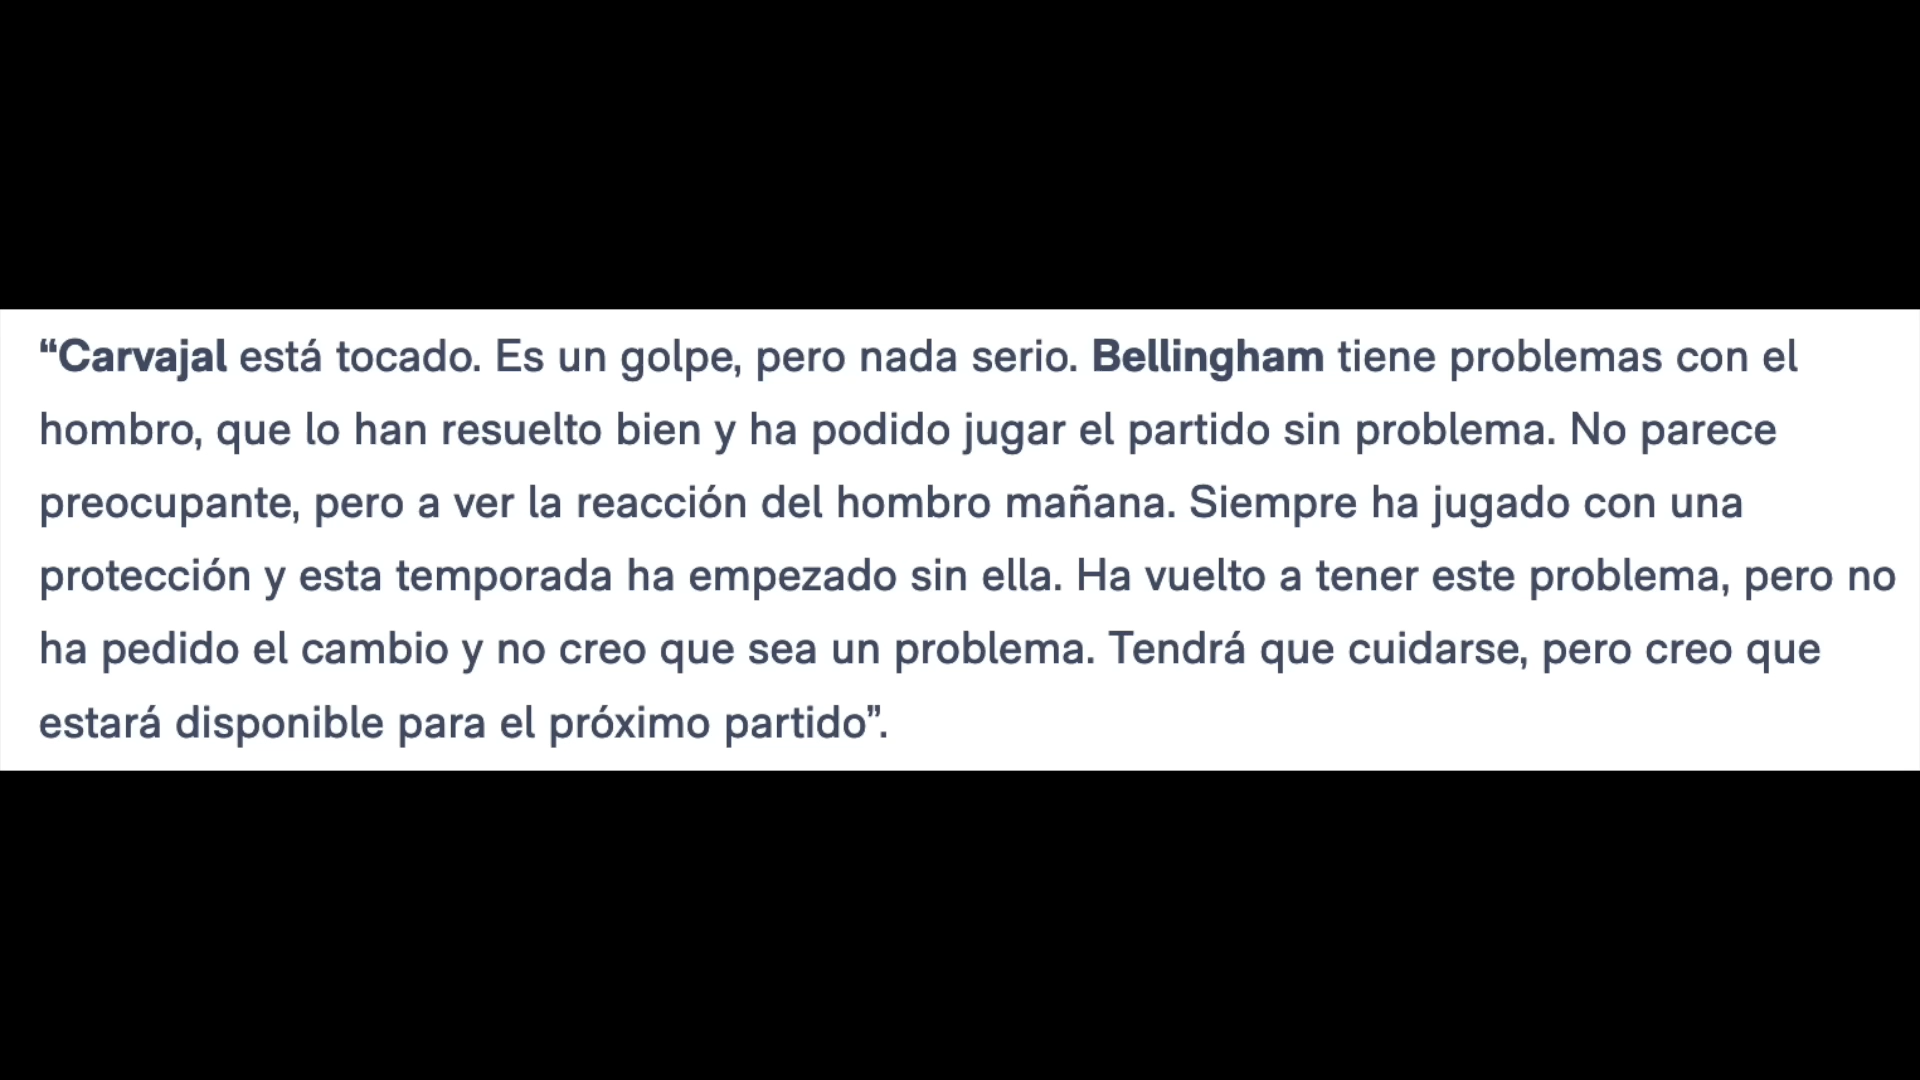 “Carvajal está tocado. Es un golpe, pero nada serio. Bellingham tiene problemas con el
hombro, que lo han resuelto bien y ha podido jugar el partido sin problema. No parece
preocupante, pero a ver la reacción del hombro mañana. Siempre ha jugado con una
protección y esta temporada ha empezado sin ella. Ha vuelto a tener este problema, pero no
ha pedido el cambio y no creo que sea un problema. Tendrá que cuidarse, pero creo que
estará disponible para el próximo partido”.